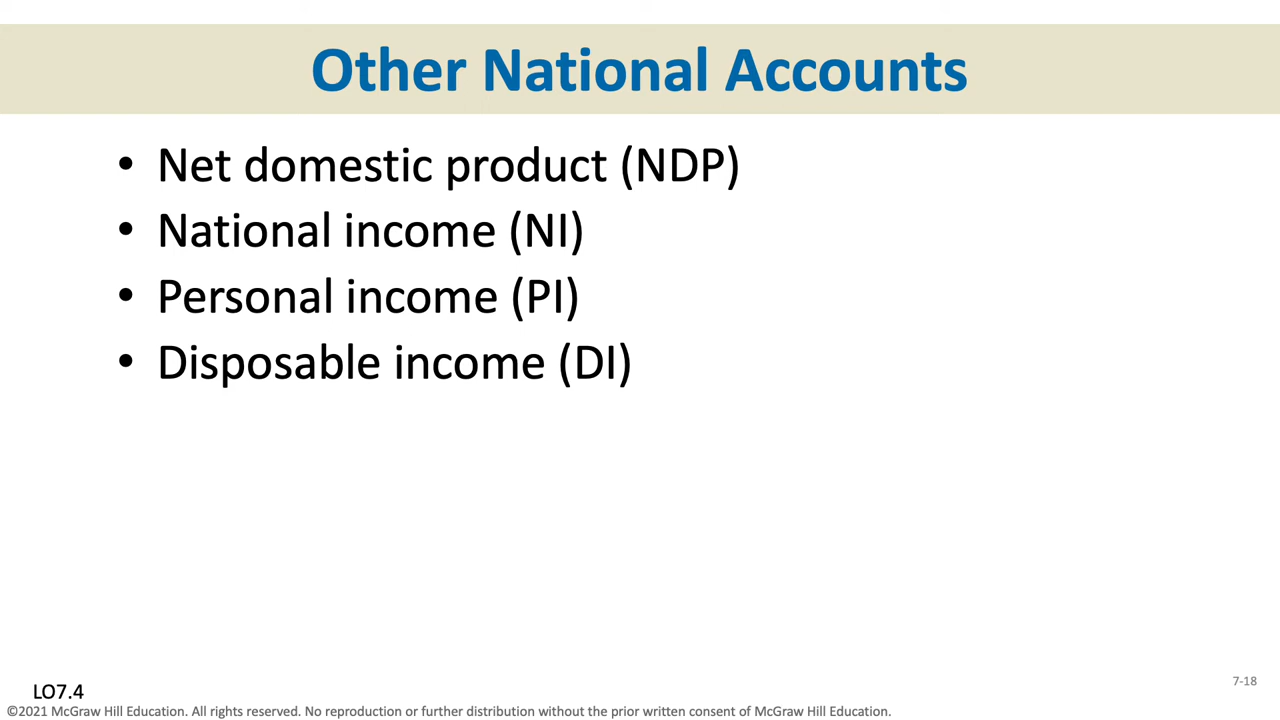 Other National Accounts
• Net domestic product (NDP)
• National income (NI)
• Personal income (PI)
• Disposable income (DI)
7-18
LO7.4
©2021 McGraw Hill Education. All rights reserved. No reproduction or further distribution without the prior written consent of McGraw Hill Education.